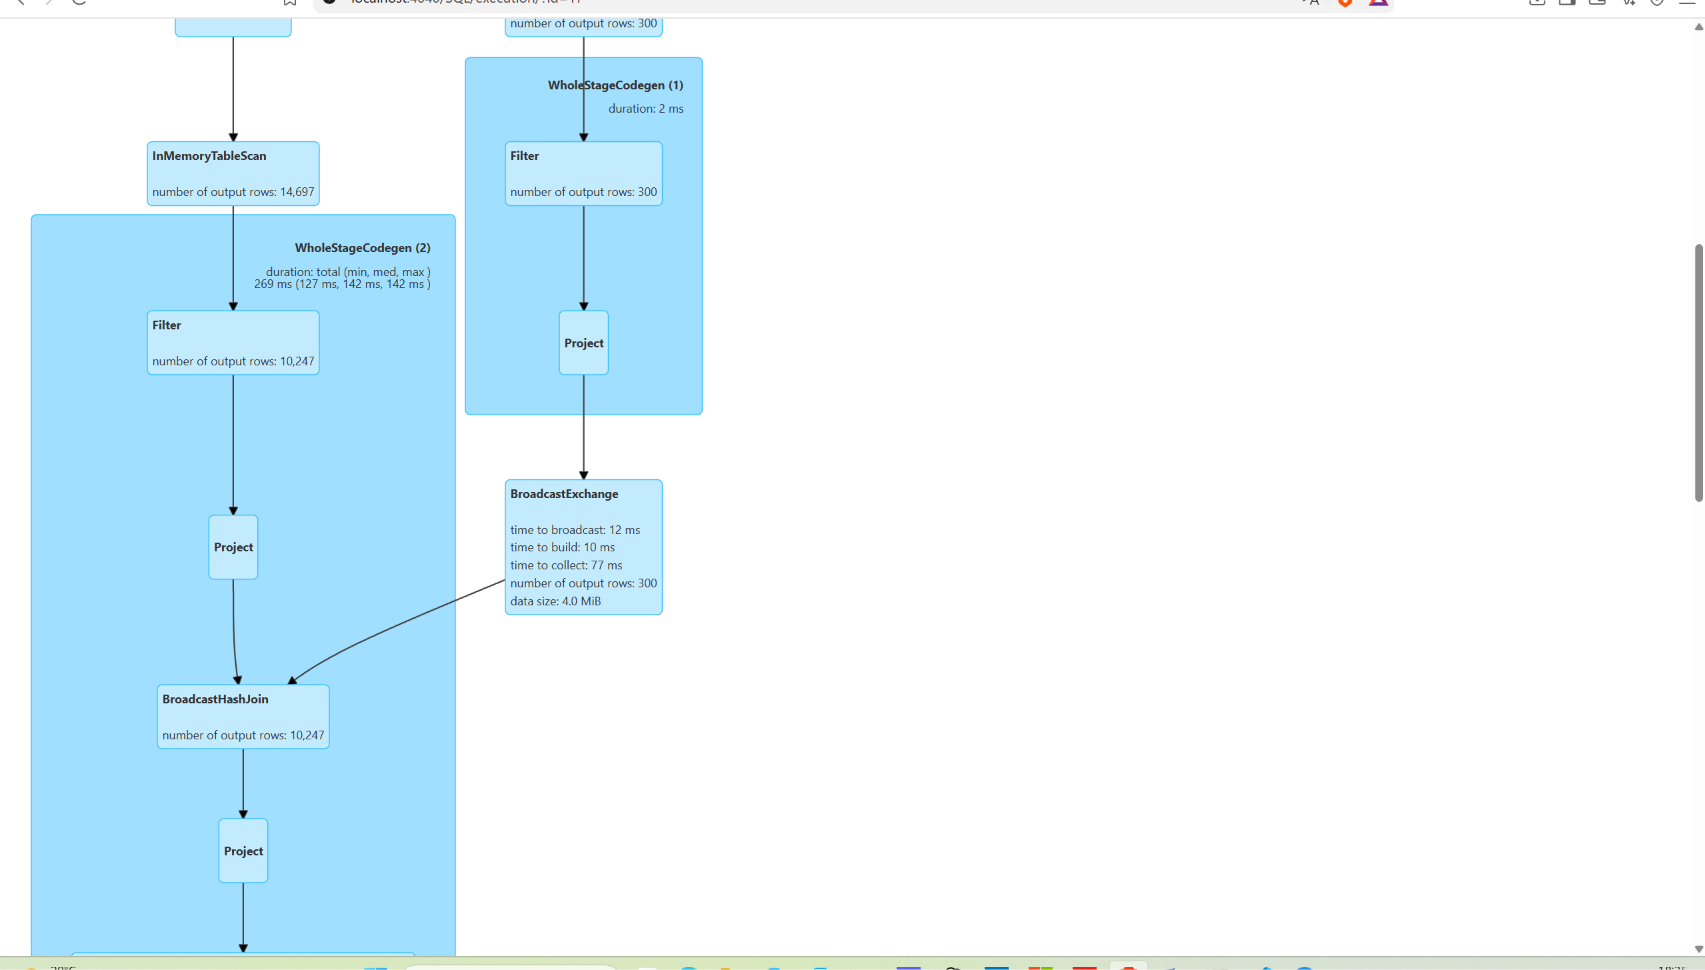 number of output rows: 300
WholeStageCodegen (1)
duration: 2 ms
InMemoryTableScan
number of output rows: 14,697
Filter
number of output rows: 300
WholeStageCodegen (2)
duration: total (min, med, max )
269 ms (127 ms, 142 ms, 142 ms )
Filter
number of output rows: 10,247
Project
BroadcastExchange
time to broadcast: 12 ms
time to build: 10 ms
time to collect: 77 ms
number of output rows: 300
data size: 4.0 MiB
Project
BroadcastHashJoin
number of output rows: 10,247
Project